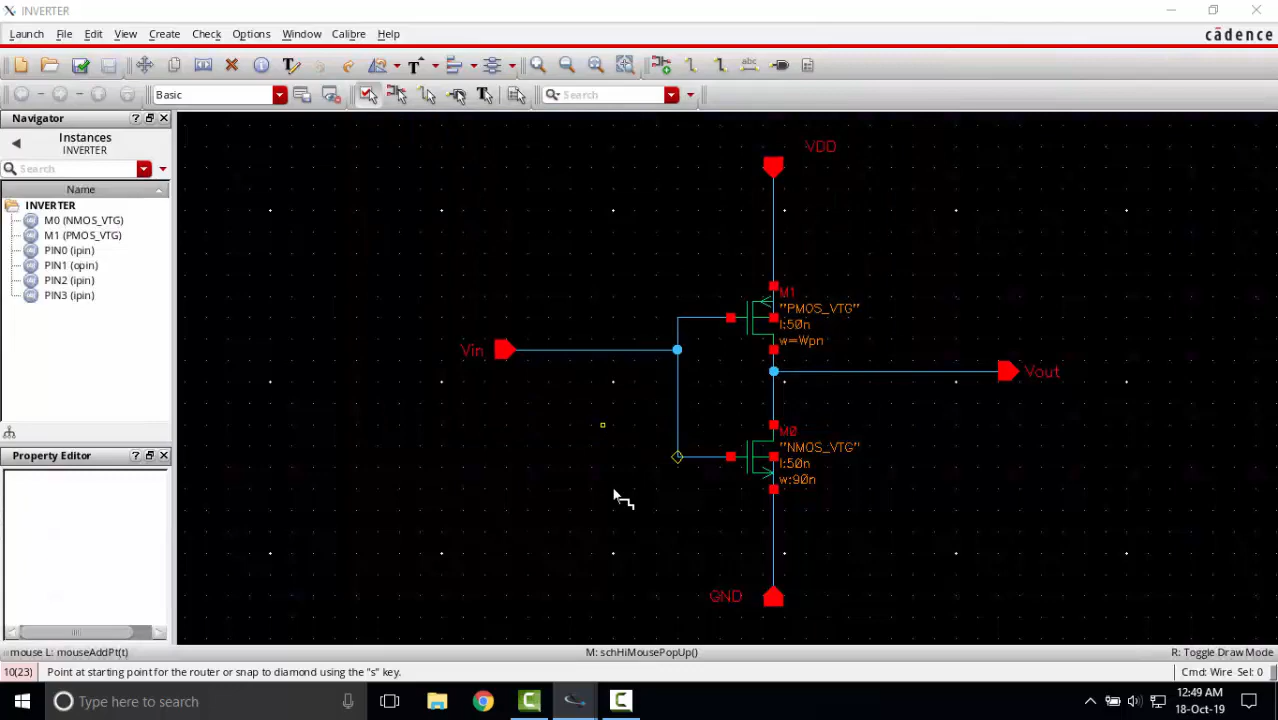 INVERTER
Launch File Edit View Create Check Options Window Calibre Help
cādence
abc
Basic
Search
Navigator
Instances
INVERTER
Search
Name
INVERTER
M0 (NMOS_VTG)
M1 (PMOS_VTG)
PIN0 (ipin)
PIN1 (opin)
PIN2 (ipin)
PIN3 (ipin)
Property Editor
VDD
M1
"PMOS_VTG"
l:50n
w=Wpn
Vin
Vout
M0
"NMOS_VTG"
l:50n
w:90n
GND
mouse L: mouseAddPt(t) M: schHiMousePopUp() R: Toggle Draw Mode
10(23) Point at starting point for the router or snap to diamond using the "s" key. Cmd: Wire Sel: 0
Type here to search
12:49 AM
18-Oct-19